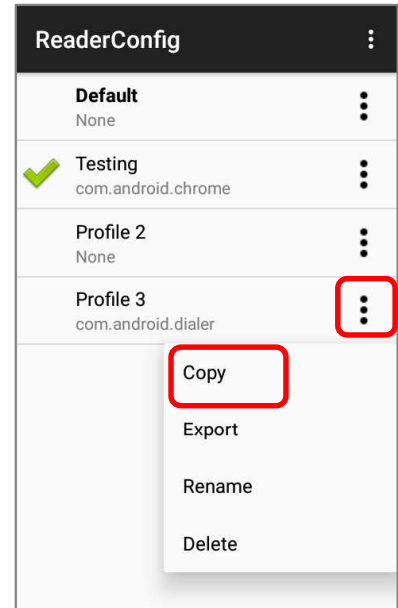 ReaderConfig
Default
None
Testing
com.android.chrome
Profile 2
None
Profile 3
com.android.dialer
Copy
Export
Rename
Delete